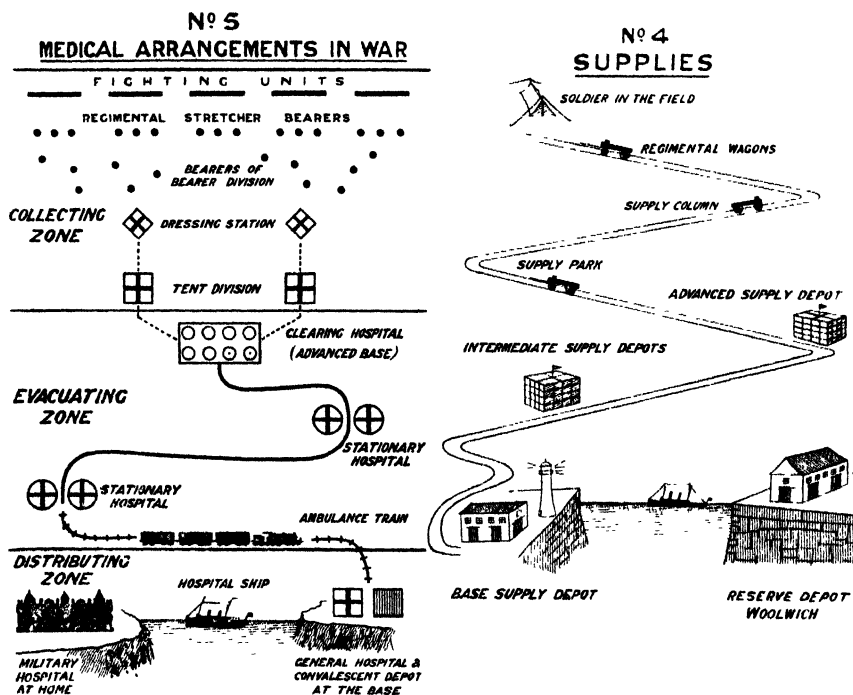 Nº 5
MEDICAL ARRANGEMENTS IN WAR
FIGHTING UNITS
REGIMENTAL STRETCHER BEARERS
BEARERS OF
BEARER DIVISION
COLLECTING
ZONE
DRESSING STATION
TENT DIVISION
CLEARING HOSPITAL
(ADVANCED BASE)
EVACUATING
ZONE
STATIONARY
HOSPITAL
STATIONARY
HOSPITAL
AMBULANCE TRAIN
DISTRIBUTING
ZONE
HOSPITAL SHIP
MILITARY
HOSPITAL
AT HOME
GENERAL HOSPITAL &
CONVALESCENT DEPOT
AT THE BASE
Nº 4
SUPPLIES
SOLDIER IN THE FIELD
REGIMENTAL WAGONS
SUPPLY COLUMN
SUPPLY PARK
ADVANCED SUPPLY DEPOT
INTERMEDIATE SUPPLY DEPOTS
BASE SUPPLY DEPOT
RESERVE DEPOT
WOOLWICH